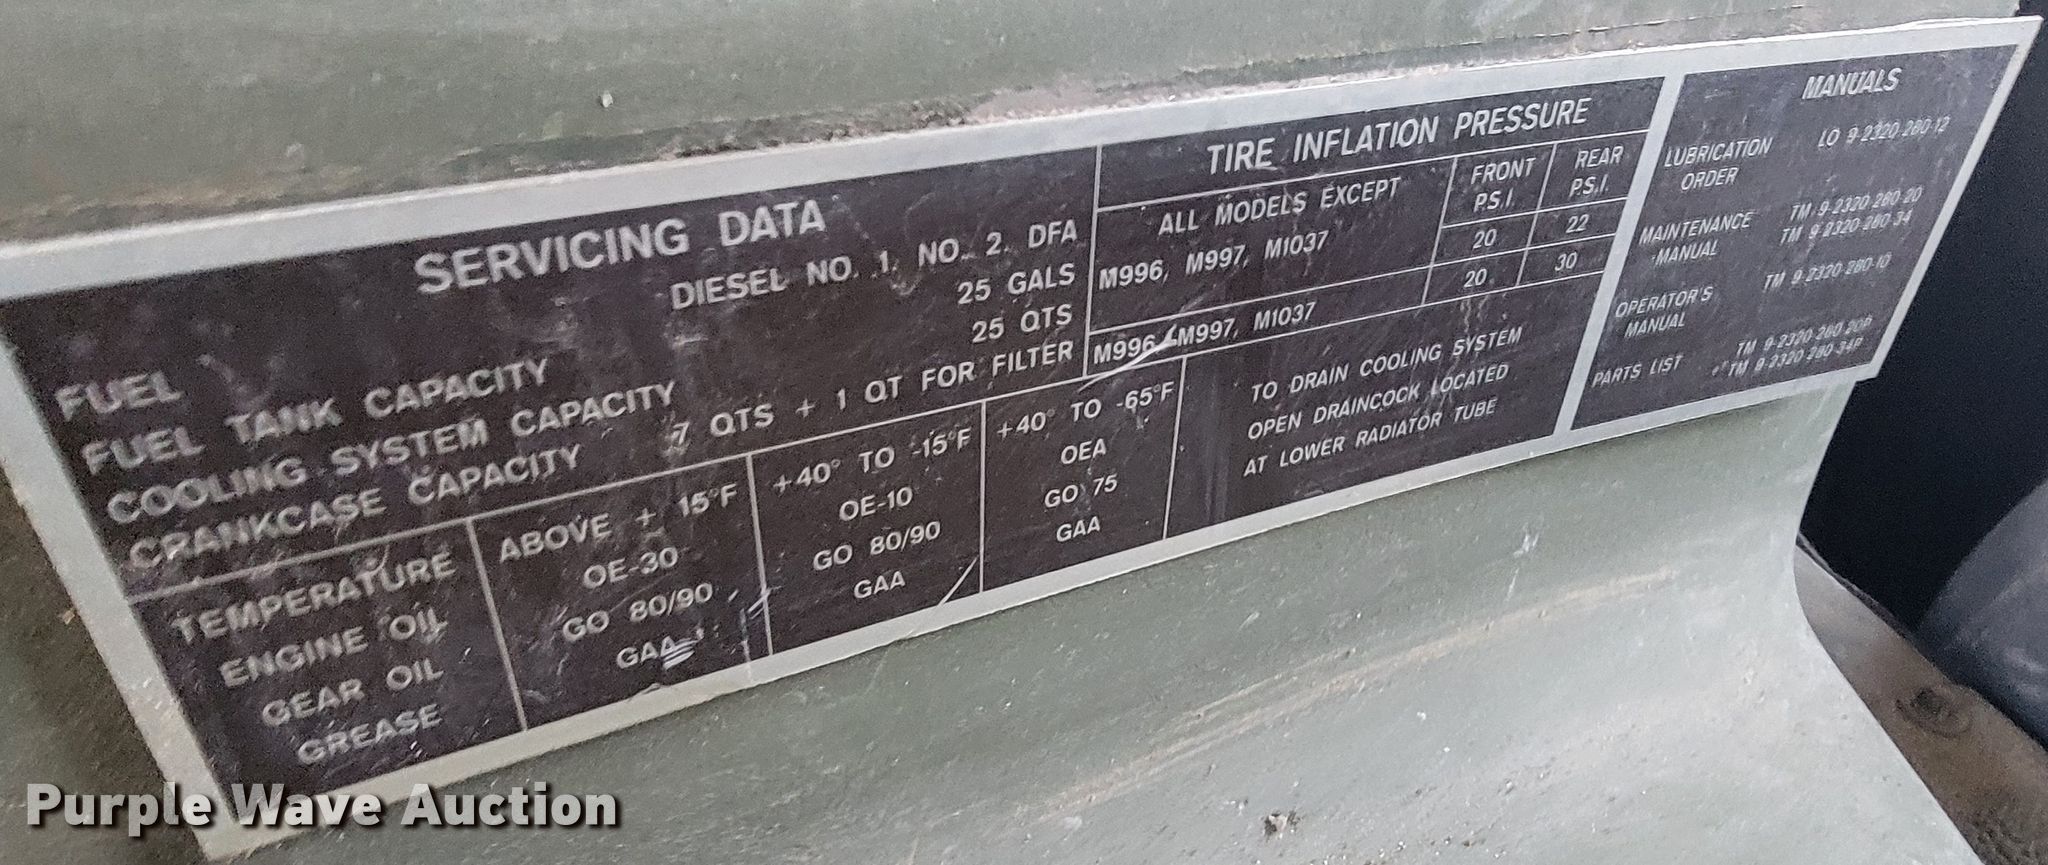 SERVICING DATA
FUEL DIESEL NO. 1, NO. 2, DFA
FUEL TANK CAPACITY 25 GALS
COOLING SYSTEM CAPACITY 25 QTS
CRANKCASE CAPACITY 7 QTS + 1 QT FOR FILTER
TEMPERATURE ABOVE + 15°F +40° TO -15°F +40° TO -65°F
ENGINE OIL OE-30 OE-10 OEA
GEAR OIL GO 80/90 GO 80/90 GO 75
GREASE GAA GAA GAA
TIRE INFLATION PRESSURE
FRONT P.S.I. REAR P.S.I.
ALL MODELS EXCEPT
M996, M997, M1037 20 22
M996, M997, M1037 20 30
TO DRAIN COOLING SYSTEM
OPEN DRAINCOCK LOCATED
AT LOWER RADIATOR TUBE
MANUALS
LUBRICATION LO 9-2320-280-12
ORDER
MAINTENANCE TM 9-2320-280-20
MANUAL TM 9-2320-280-34
OPERATOR'S TM 9-2320-280-10
MANUAL
PARTS LIST TM 9-2320-280-20P
TM 9-2320-280-34P
Purple Wave Auction